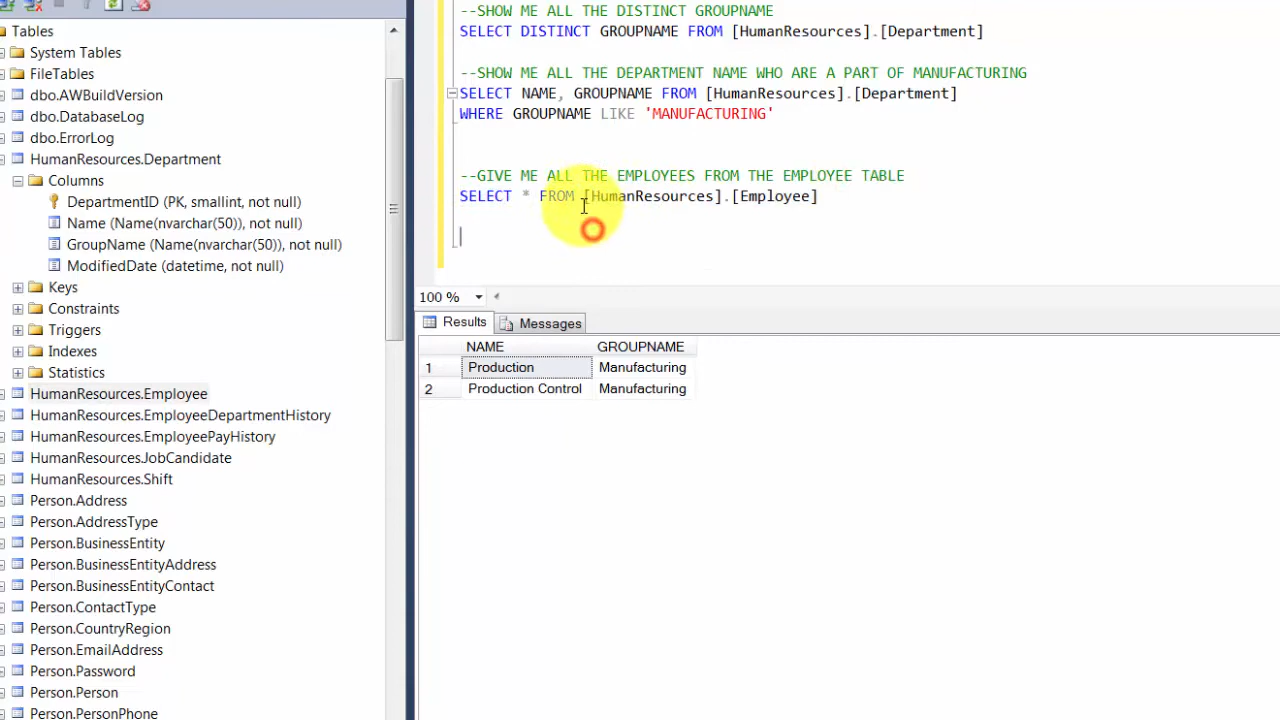 Tables
System Tables
FileTables
dbo.AWBuildVersion
dbo.DatabaseLog
dbo.ErrorLog
HumanResources.Department
Columns
DepartmentID (PK, smallint, not null)
Name (Name(nvarchar(50)), not null)
GroupName (Name(nvarchar(50)), not null)
ModifiedDate (datetime, not null)
Keys
Constraints
Triggers
Indexes
Statistics
HumanResources.Employee
HumanResources.EmployeeDepartmentHistory
HumanResources.EmployeePayHistory
HumanResources.JobCandidate
HumanResources.Shift
Person.Address
Person.AddressType
Person.BusinessEntity
Person.BusinessEntityAddress
Person.BusinessEntityContact
Person.ContactType
Person.CountryRegion
Person.EmailAddress
Person.Password
Person.Person
Person.PersonPhone
--SHOW ME ALL THE DISTINCT GROUPNAME
SELECT DISTINCT GROUPNAME FROM [HumanResources].[Department]
--SHOW ME ALL THE DEPARTMENT NAME WHO ARE A PART OF MANUFACTURING
SELECT NAME, GROUPNAME FROM [HumanResources].[Department]
WHERE GROUPNAME LIKE 'MANUFACTURING'
--GIVE ME ALL THE EMPLOYEES FROM THE EMPLOYEE TABLE
SELECT * FROM [HumanResources].[Employee]
100 %
Results Messages
NAME GROUPNAME
1 Production Manufacturing
2 Production Control Manufacturing